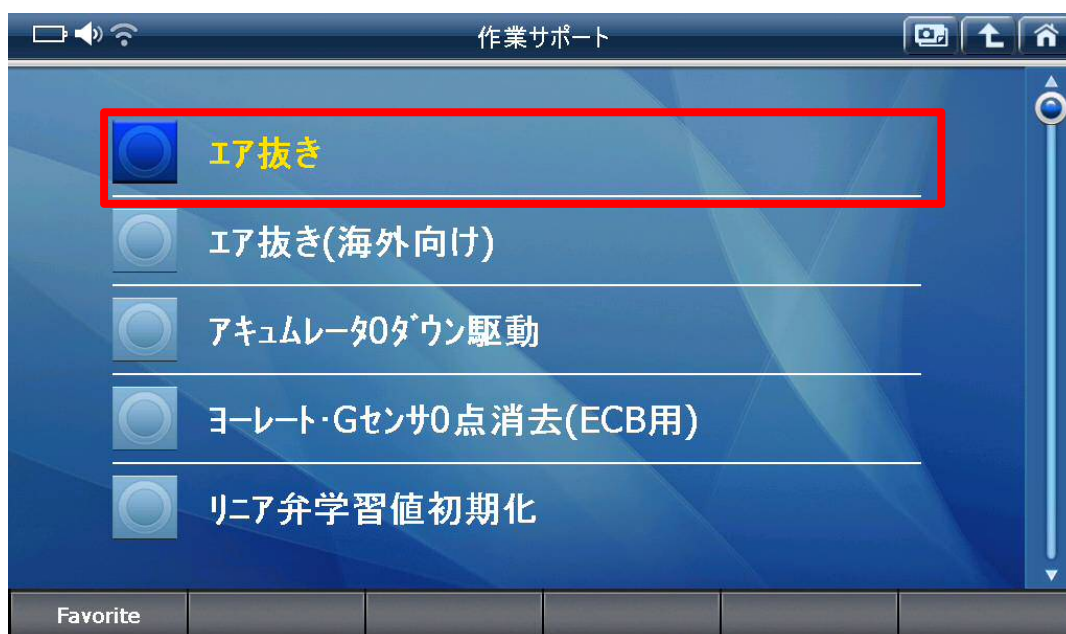 作業サポート
エア抜き
エア抜き(海外向け)
アキュムレータ0ダウン駆動
ヨーレート・Gセンサ0点消去(ECB用)
リニア弁学習値初期化
Favorite